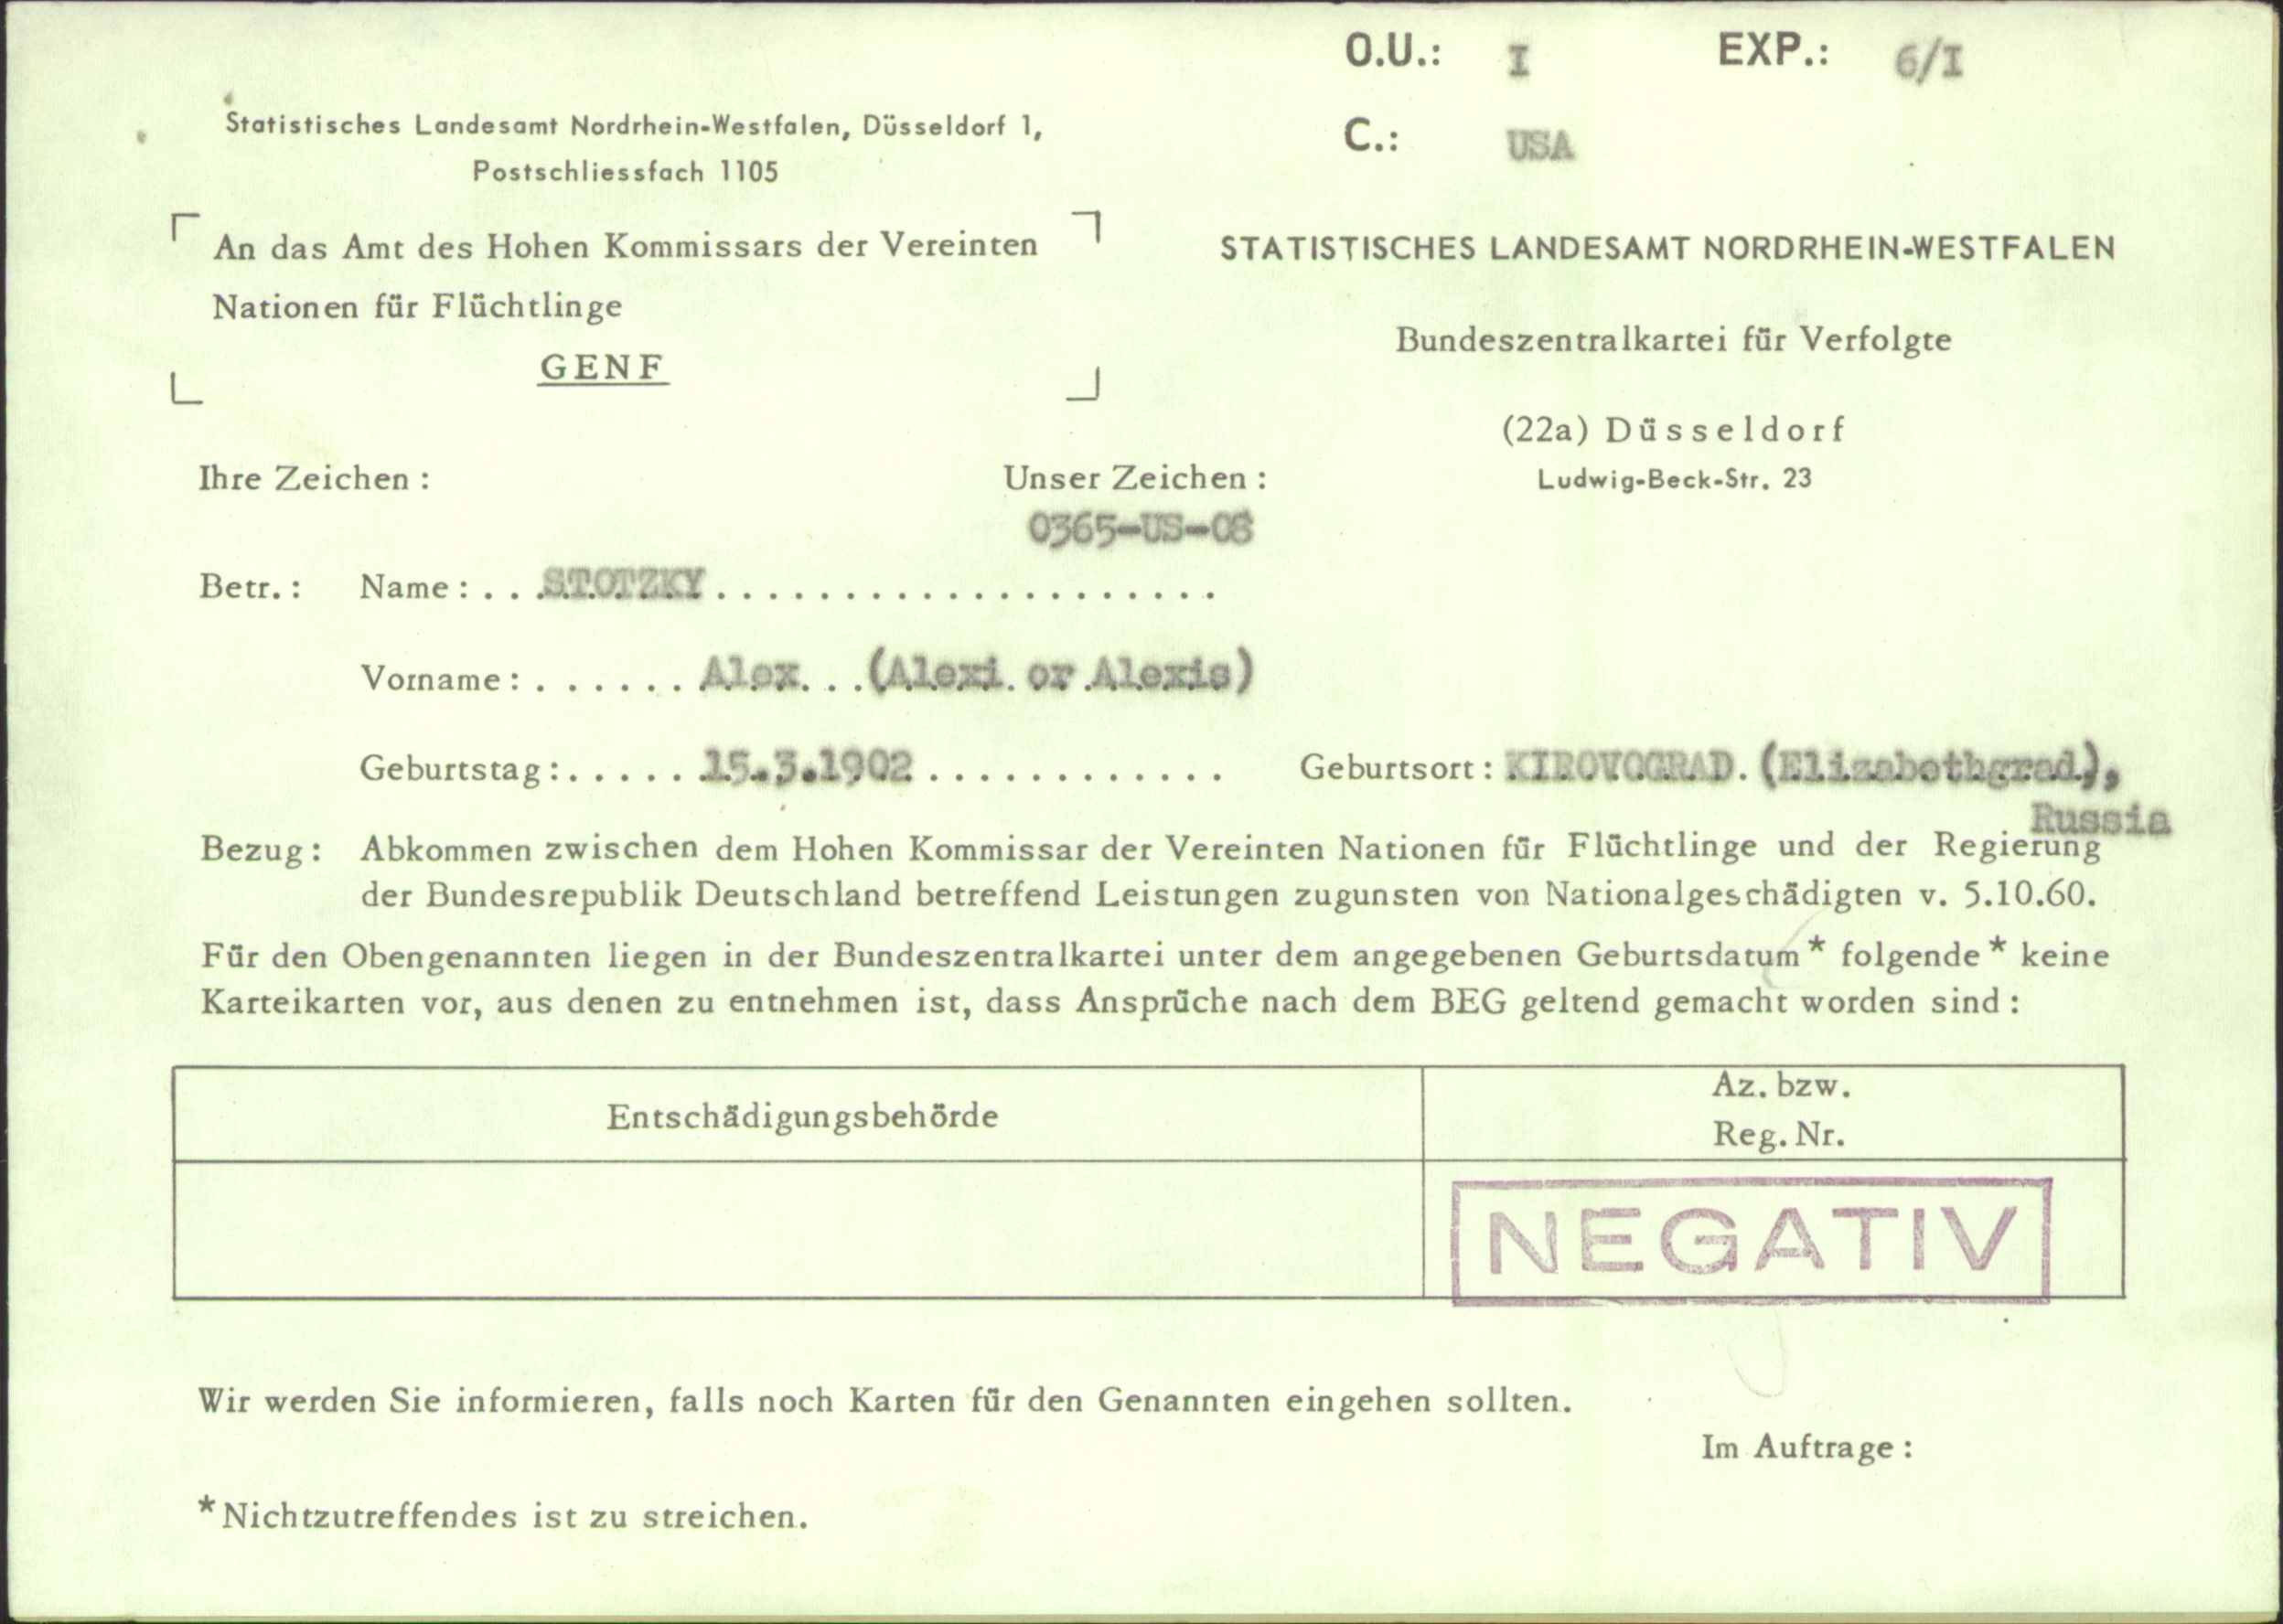 O.U.: I EXP.: 6/I
C.: USA
Statistisches Landesamt Nordrhein-Westfalen, Düsseldorf 1,
Postschliessfach 1105
An das Amt des Hohen Kommissars der Vereinten
Nationen für Flüchtlinge
GENF
STATISTISCHES LANDESAMT NORDRHEIN-WESTFALEN
Bundeszentralkartei für Verfolgte
(22a) Düsseldorf
Ludwig-Beck-Str. 23
Ihre Zeichen: Unser Zeichen:
0365-US-08
Betr.: Name: STOTZKY
Vorname: Alex (Alexi or Alexis)
Geburtstag: 15.3.1902 Geburtsort: KIROVOGRAD (Elizabethgrad),
Russia
Bezug: Abkommen zwischen dem Hohen Kommissar der Vereinten Nationen für Flüchtlinge und der Regierung
der Bundesrepublik Deutschland betreffend Leistungen zugunsten von Nationalgeschädigten v. 5.10.60.
Für den Obengenannten liegen in der Bundeszentralkartei unter dem angegebenen Geburtsdatum* folgende* keine
Karteikarten vor, aus denen zu entnehmen ist, dass Ansprüche nach dem BEG geltend gemacht worden sind:
Entschädigungsbehörde
Az. bzw.
Reg. Nr.
NEGATIV
Wir werden Sie informieren, falls noch Karten für den Genannten eingehen sollten.
Im Auftrage:
*Nichtzutreffendes ist zu streichen.